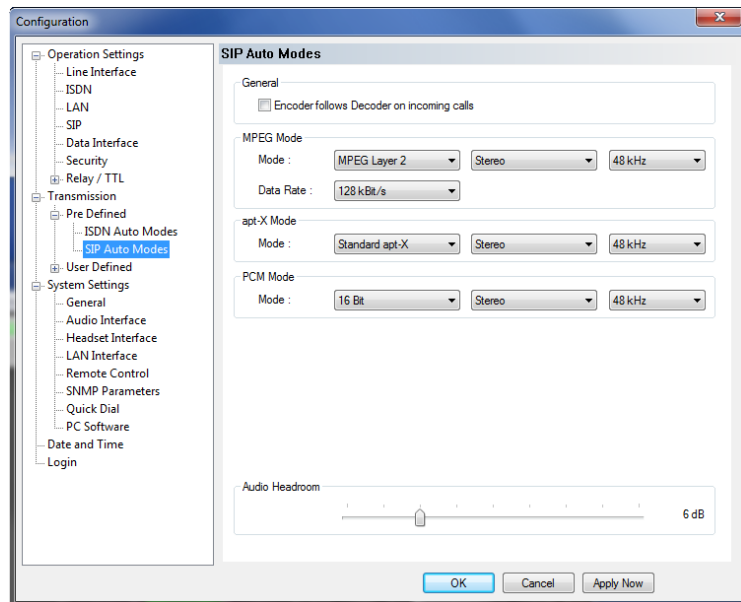 Configuration
Operation Settings
Line Interface
ISDN
LAN
SIP
Data Interface
Security
Relay / TTL
Transmission
Pre Defined
ISDN Auto Modes
SIP Auto Modes
User Defined
System Settings
General
Audio Interface
Headset Interface
LAN Interface
Remote Control
SNMP Parameters
Quick Dial
PC Software
Date and Time
Login
SIP Auto Modes
General
Encoder follows Decoder on incoming calls
MPEG Mode
Mode : MPEG Layer 2 Stereo 48 kHz
Data Rate : 128 kBit/s
apt-X Mode
Mode : Standard apt-X Stereo 48 kHz
PCM Mode
Mode : 16 Bit Stereo 48 kHz
Audio Headroom
6 dB
OK Cancel Apply Now